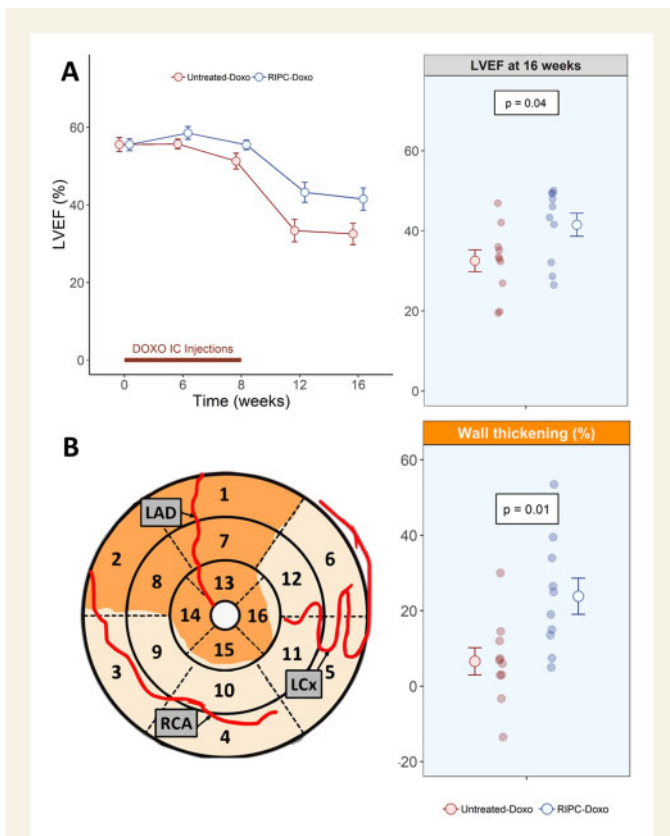 A
Untreated-Doxo RIPC-Doxo
LVEF (%)
60
40
20
0
DOXO IC Injections
0 6 8 12 16
Time (weeks)
LVEF at 16 weeks
p = 0.04
60
40
20
0
B
LAD
1
2
6
7
8
12
13
14
16
15
9
11
3
5
10
LCx
RCA
4
Wall thickening (%)
p = 0.01
60
40
20
0
-20
Untreated-Doxo RIPC-Doxo